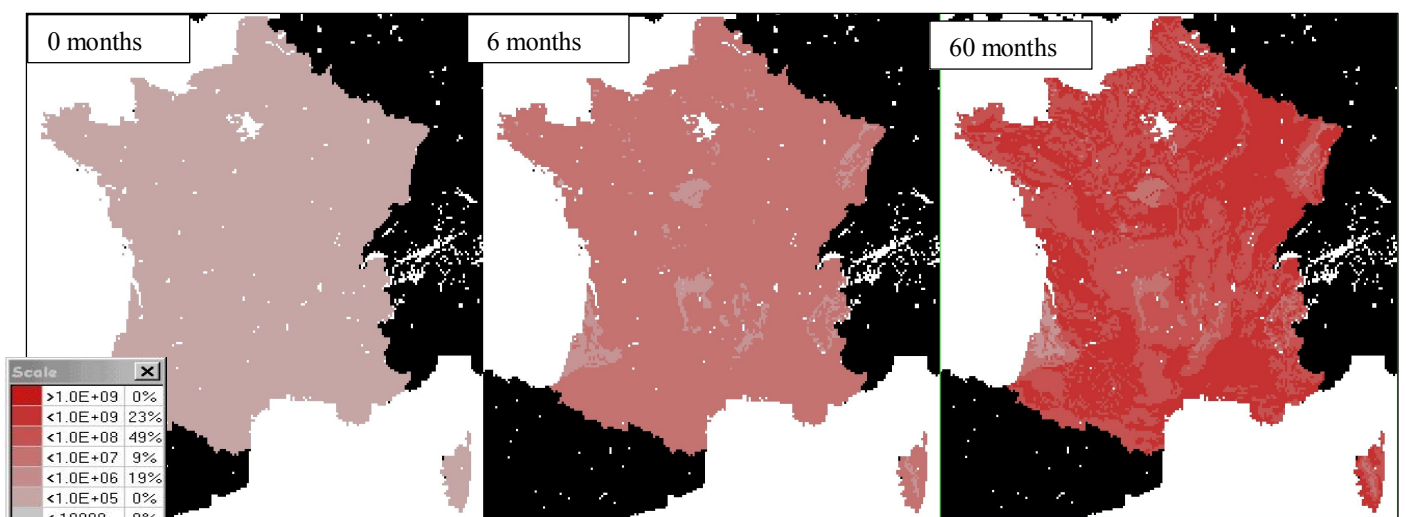 0 months
6 months
60 months
Scale
>1.0E+09 0%
<1.0E+09 23%
<1.0E+08 49%
<1.0E+07 9%
<1.0E+06 19%
<1.0E+05 0%